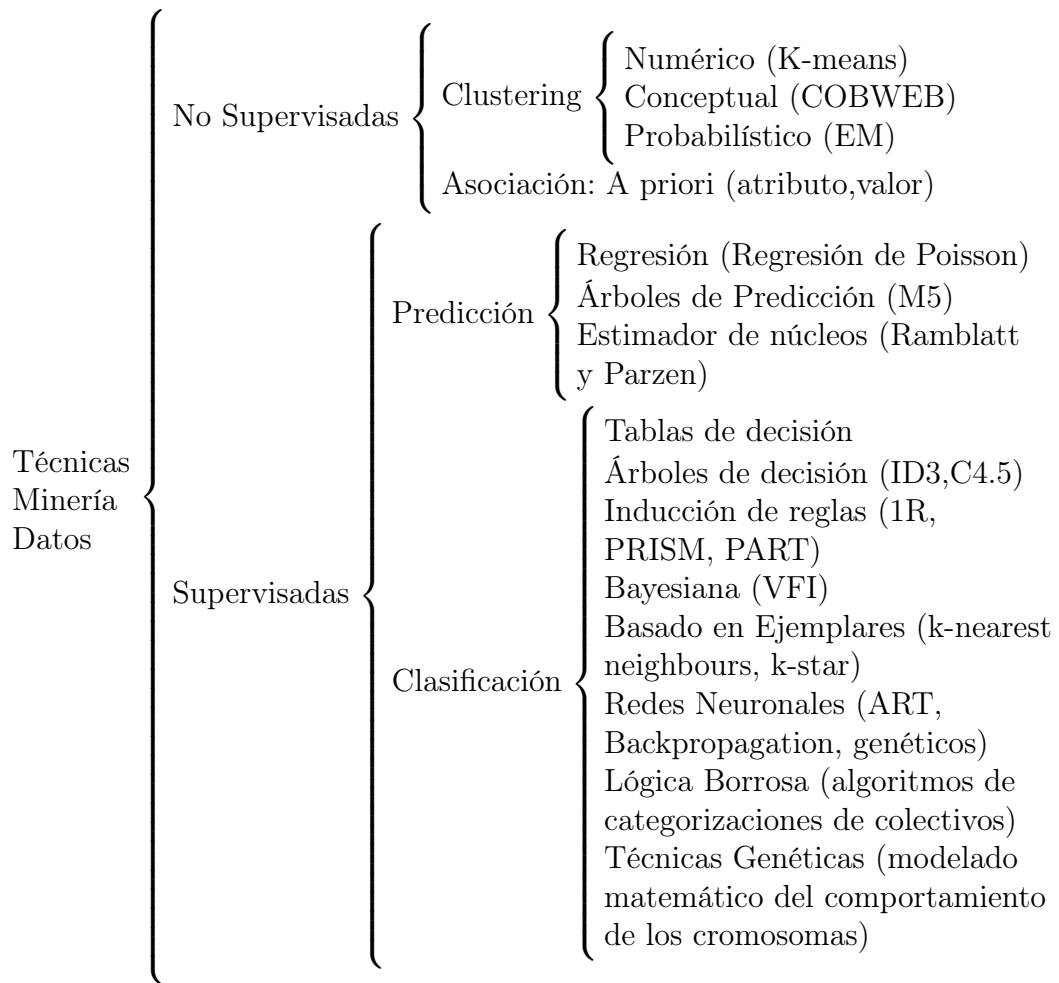 Técnicas
Minería
Datos
No Supervisadas
Clustering
Numérico (K-means)
Conceptual (COBWEB)
Probabilístico (EM)
Asociación: A priori (atributo,valor)
Supervisadas
Predicción
Regresión (Regresión de Poisson)
Árboles de Predicción (M5)
Estimador de núcleos (Ramblatt
y Parzen)
Clasificación
Tablas de decisión
Árboles de decisión (ID3,C4.5)
Inducción de reglas (1R,
PRISM, PART)
Bayesiana (VFI)
Basado en Ejemplares (k-nearest
neighbours, k-star)
Redes Neuronales (ART,
Backpropagation, genéticos)
Lógica Borrosa (algoritmos de
categorizaciones de colectivos)
Técnicas Genéticas (modelado
matemático del comportamiento
de los cromosomas)